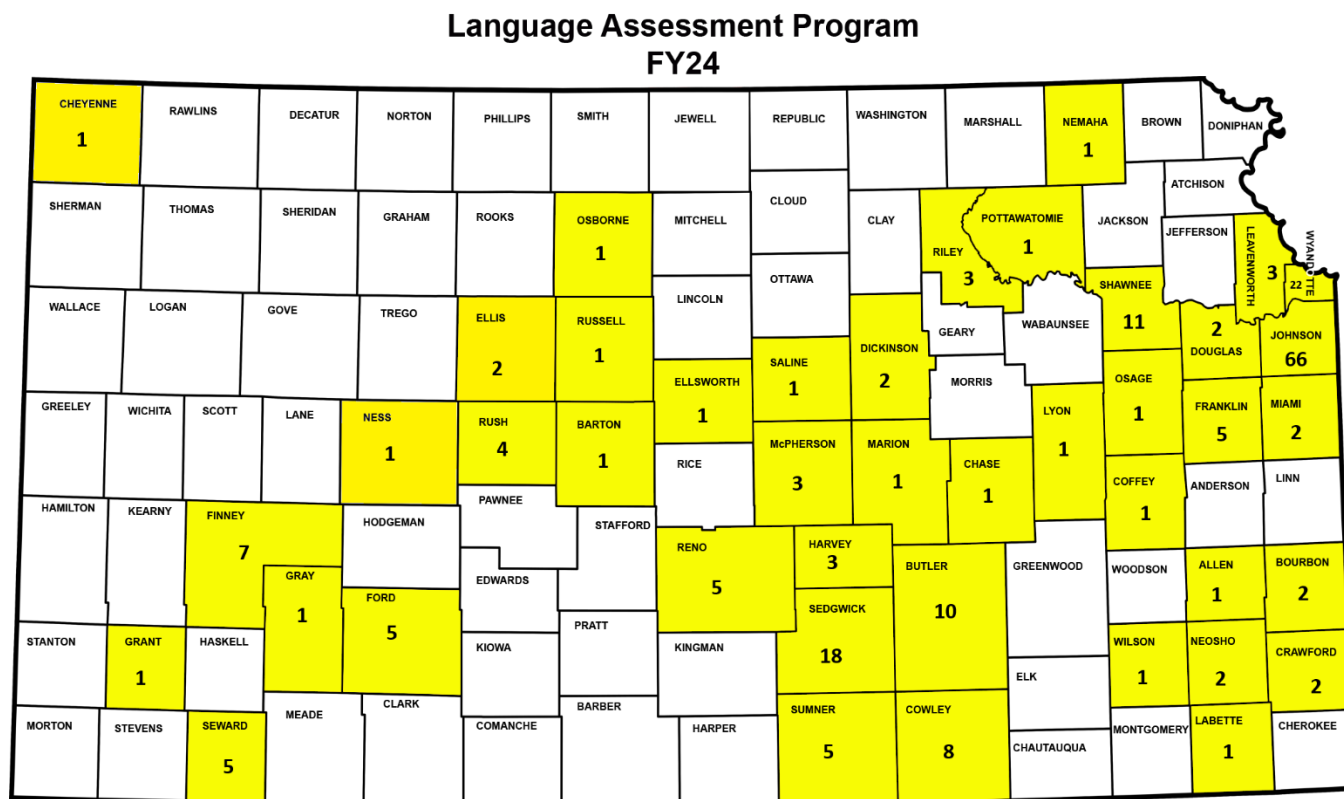 Language Assessment Program
FY24
CHEYENNE
1
RAWLINS
DECATUR
NORTON
PHILLIPS
SMITH
JEWELL
REPUBLIC
WASHINGTON
MARSHALL
NEMAHA
1
BROWN
DONIPHAN
SHERMAN
THOMAS
SHERIDAN
GRAHAM
ROOKS
OSBORNE
1
MITCHELL
CLOUD
CLAY
RILEY
3
POTTAWATOMIE
1
JACKSON
ATCHISON
JEFFERSON
LEAVENWORTH
3
WYANDOTTE
22
WALLACE
LOGAN
GOVE
TREGO
ELLIS
2
RUSSELL
1
LINCOLN
OTTAWA
SALINE
1
DICKINSON
2
GEARY
WABAUNSEE
SHAWNEE
11
2
DOUGLAS
JOHNSON
66
GREELEY
WICHITA
SCOTT
LANE
NESS
1
RUSH
4
BARTON
1
ELLSWORTH
1
RICE
McPHERSON
3
MARION
1
MORRIS
CHASE
1
LYON
1
OSAGE
1
FRANKLIN
5
MIAMI
2
HAMILTON
KEARNY
FINNEY
7
HODGEMAN
PAWNEE
STAFFORD
RENO
5
HARVEY
3
BUTLER
10
GREENWOOD
COFFEY
1
ANDERSON
LINN
GRAY
1
FORD
5
EDWARDS
SEDGWICK
18
WOODSON
ALLEN
1
BOURBON
2
STANTON
GRANT
1
HASKELL
KIOWA
PRATT
KINGMAN
ELK
WILSON
1
NEOSHO
2
CRAWFORD
2
MORTON
STEVENS
SEWARD
5
MEADE
CLARK
COMANCHE
BARBER
HARPER
SUMNER
5
COWLEY
8
CHAUTAUQUA
MONTGOMERY
LABETTE
1
CHEROKEE